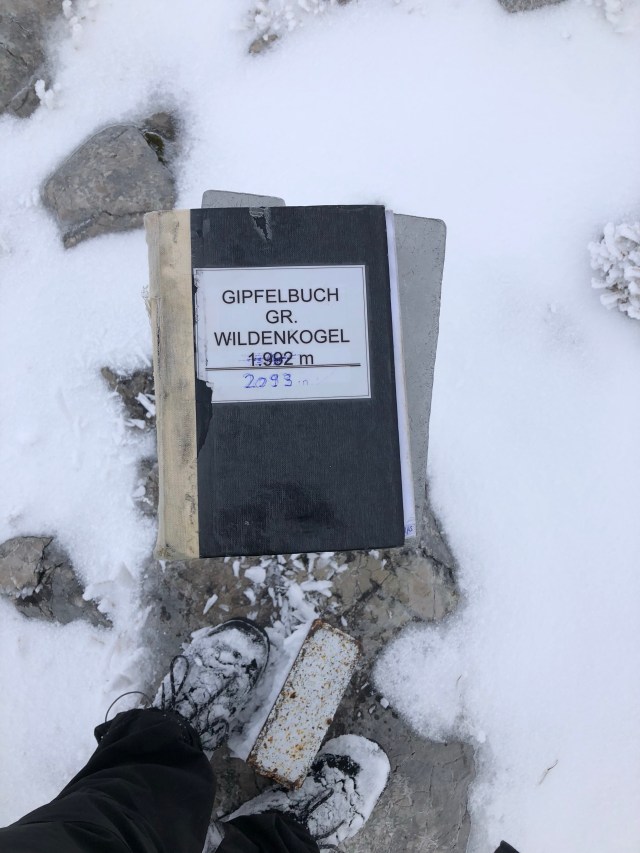 GIPFELBUCH
GR.
WILDENKOGEL
1.992 m
2093 m